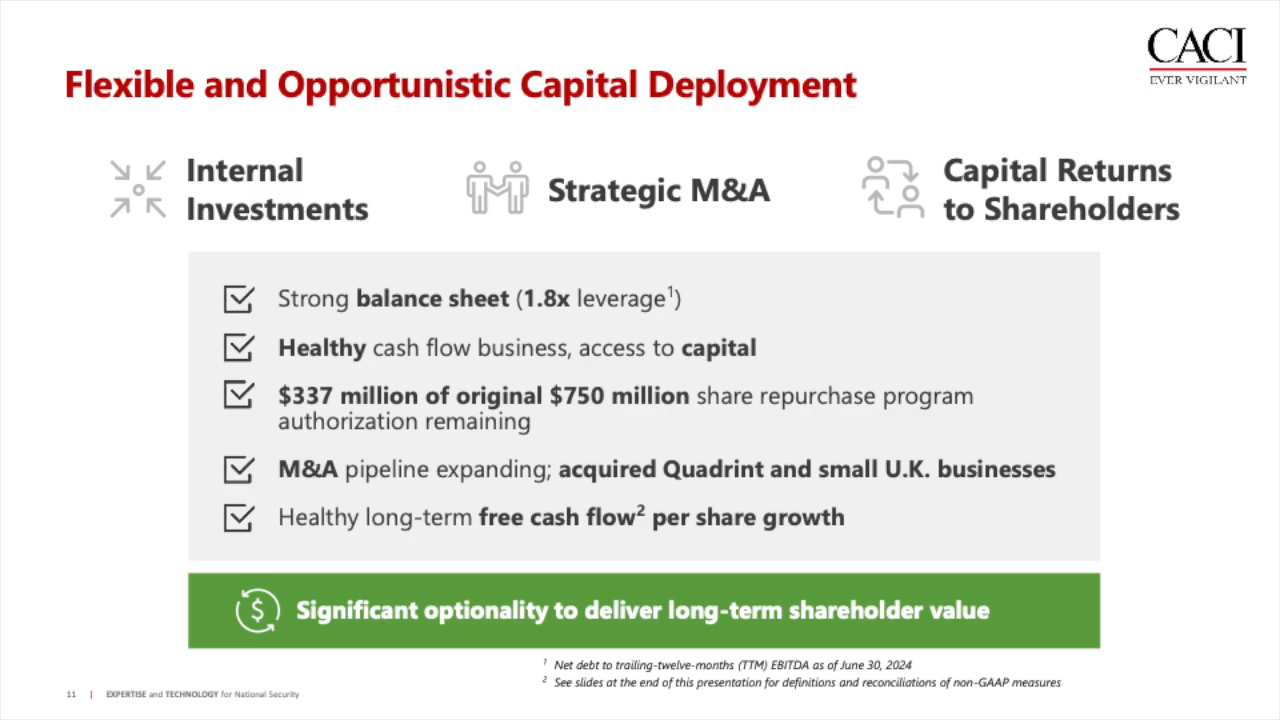 CACI
EVER VIGILANT
Flexible and Opportunistic Capital Deployment
Internal
Investments
Strategic M&A
Capital Returns
to Shareholders
Strong balance sheet (1.8x leverage¹)
Healthy cash flow business, access to capital
$337 million of original $750 million share repurchase program
authorization remaining
M&A pipeline expanding; acquired Quadrint and small U.K. businesses
Healthy long-term free cash flow² per share growth
$ Significant optionality to deliver long-term shareholder value
¹ Net debt to trailing-twelve-months (TTM) EBITDA as of June 30, 2024
² See slides at the end of this presentation for definitions and reconciliations of non-GAAP measures
11 | EXPERTISE and TECHNOLOGY for National Security